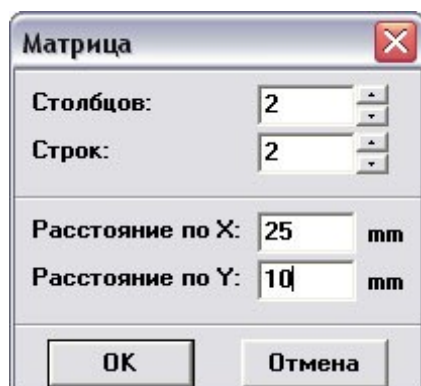 Матрица
Столбцов: 2
Строк: 2
Расстояние по X: 25 mm
Расстояние по Y: 10 mm
OK Отмена